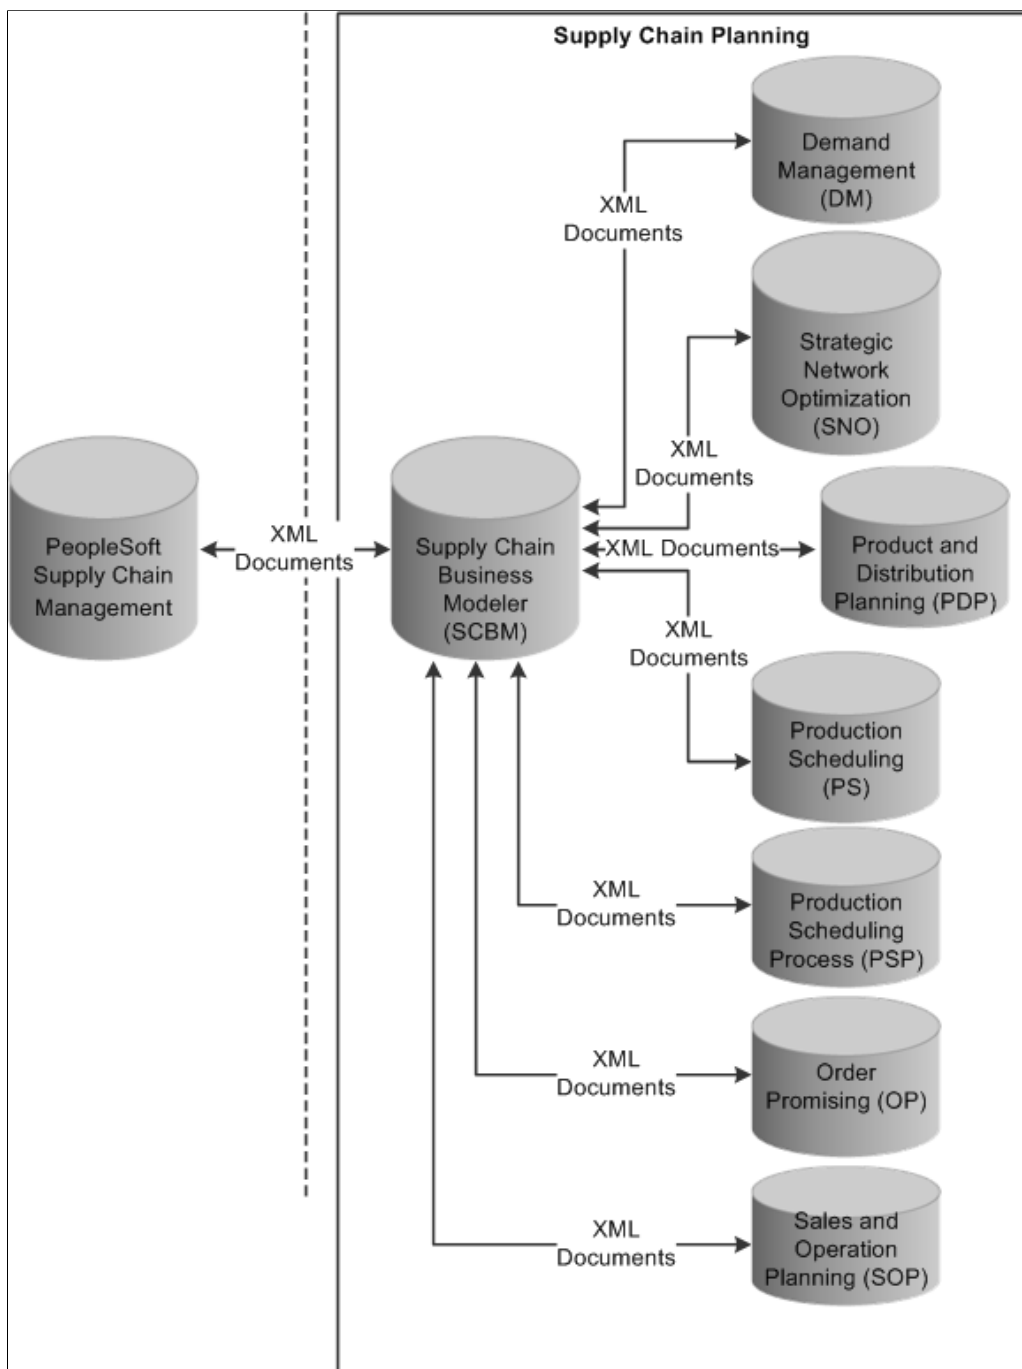 Supply Chain Planning
Demand
Management
(DM)
XML
Documents
Strategic
Network
Optimization
(SNO)
XML
Documents
PeopleSoft
Supply Chain
Management
XML
Documents
Supply Chain
Business
Modeler
(SCBM)
XML Documents
Product and
Distribution
Planning (PDP)
XML
Documents
Production
Scheduling
(PS)
XML
Documents
Production
Scheduling
Process (PSP)
XML
Documents
Order
Promising (OP)
XML
Documents
Sales and
Operation
Planning (SOP)